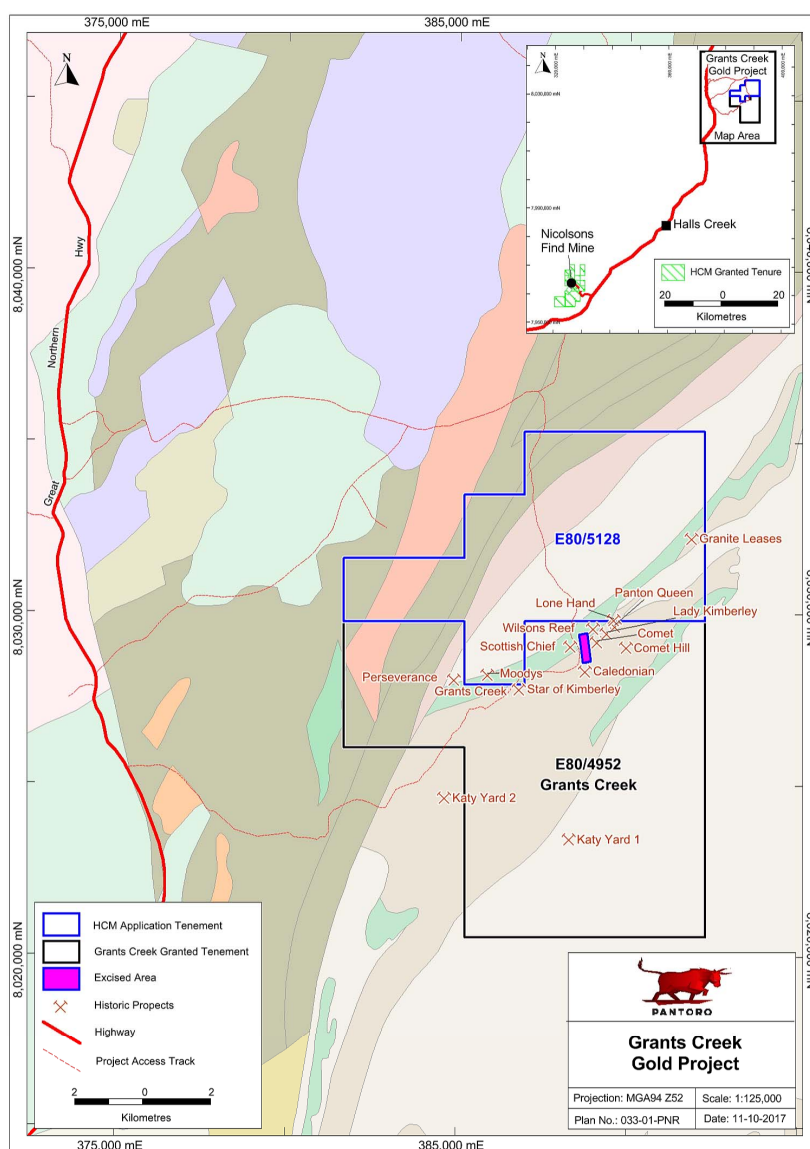 375,000 mE
385,000 mE
N
N
Grants Creek
Gold Project
Map Area
Halls Creek
Nicolsons
Find Mine
HCM Granted Tenure
20
0
20
Kilometres
8,040,000 mN
Hwy
Northern
Great
E80/5128
Granite Leases
Lone Hand
Panton Queen
Lady Kimberley
Wilsons Reef
Comet
Scottish Chief
Comet Hill
Caledonian
Moodys
Perseverance
Grants Creek
Star of Kimberley
8,030,000 mN
E80/4952
Grants Creek
Katy Yard 2
Katy Yard 1
8,020,000 mN
HCM Application Tenement
Grants Creek Granted Tenement
Excised Area
Historic Propects
Highway
Project Access Track
2
0
2
Kilometres
PANTORO
Grants Creek
Gold Project
Projection: MGA94 Z52
Scale: 1:125,000
Plan No.: 033-01-PNR
Date: 11-10-2017
375,000 mE
385,000 mE